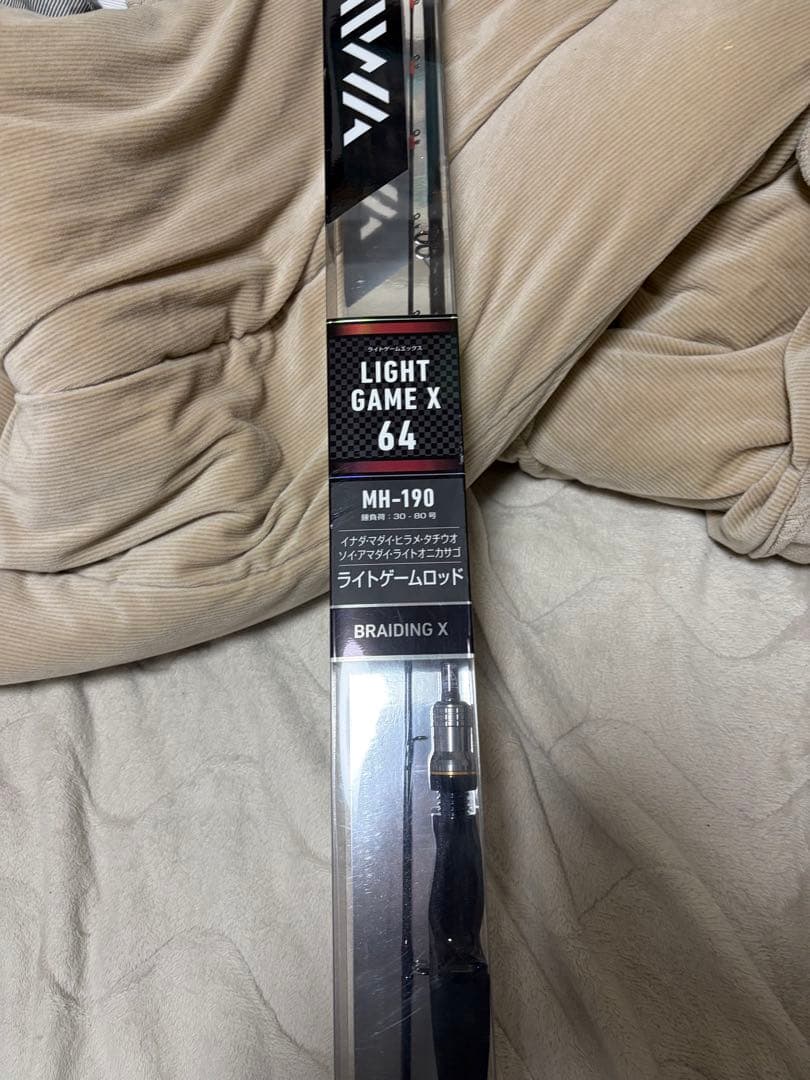 AIWA
ライトゲームエックス
LIGHT
GAME X
64
MH-190
錘負荷：30-80号
イナダ・マダイ・ヒラメ・タチウオ
ソイ・アマダイ・ライトオニカサゴ
ライトゲームロッド
BRAIDING X